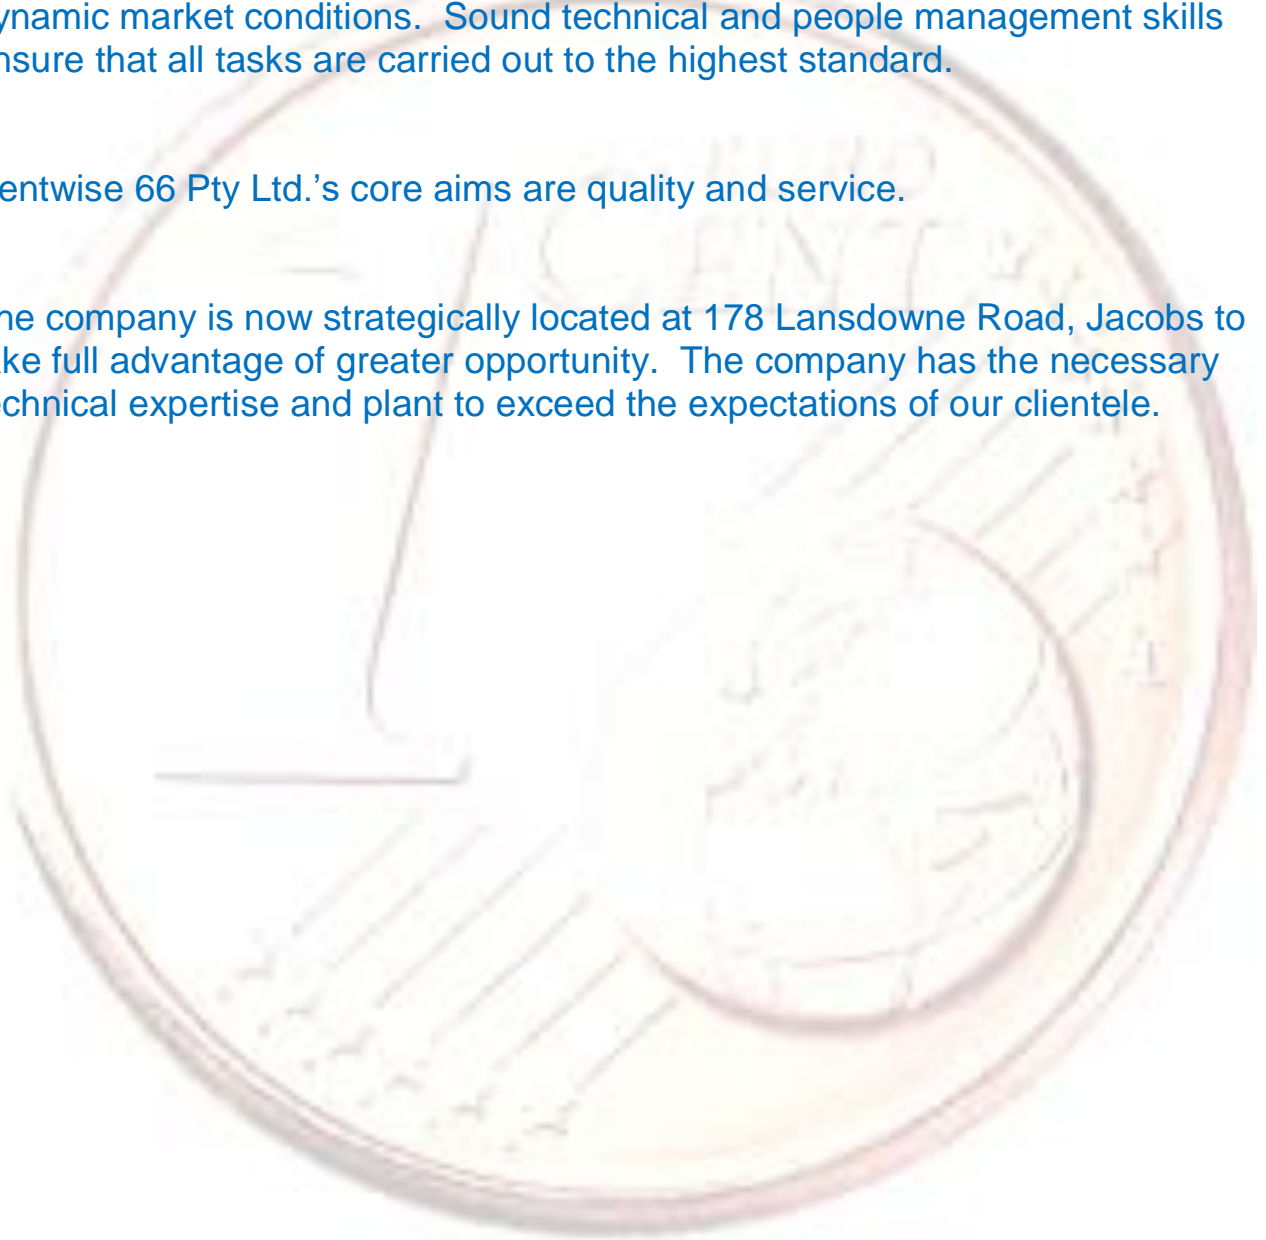 ynamic market conditions.  Sound technical and people management skills
nsure that all tasks are carried out to the highest standard.
entwise 66 Pty Ltd.’s core aims are quality and service.
he company is now strategically located at 178 Lansdowne Road, Jacobs to
ke full advantage of greater opportunity.  The company has the necessary
echnical expertise and plant to exceed the expectations of our clientele.
EURO
CENT